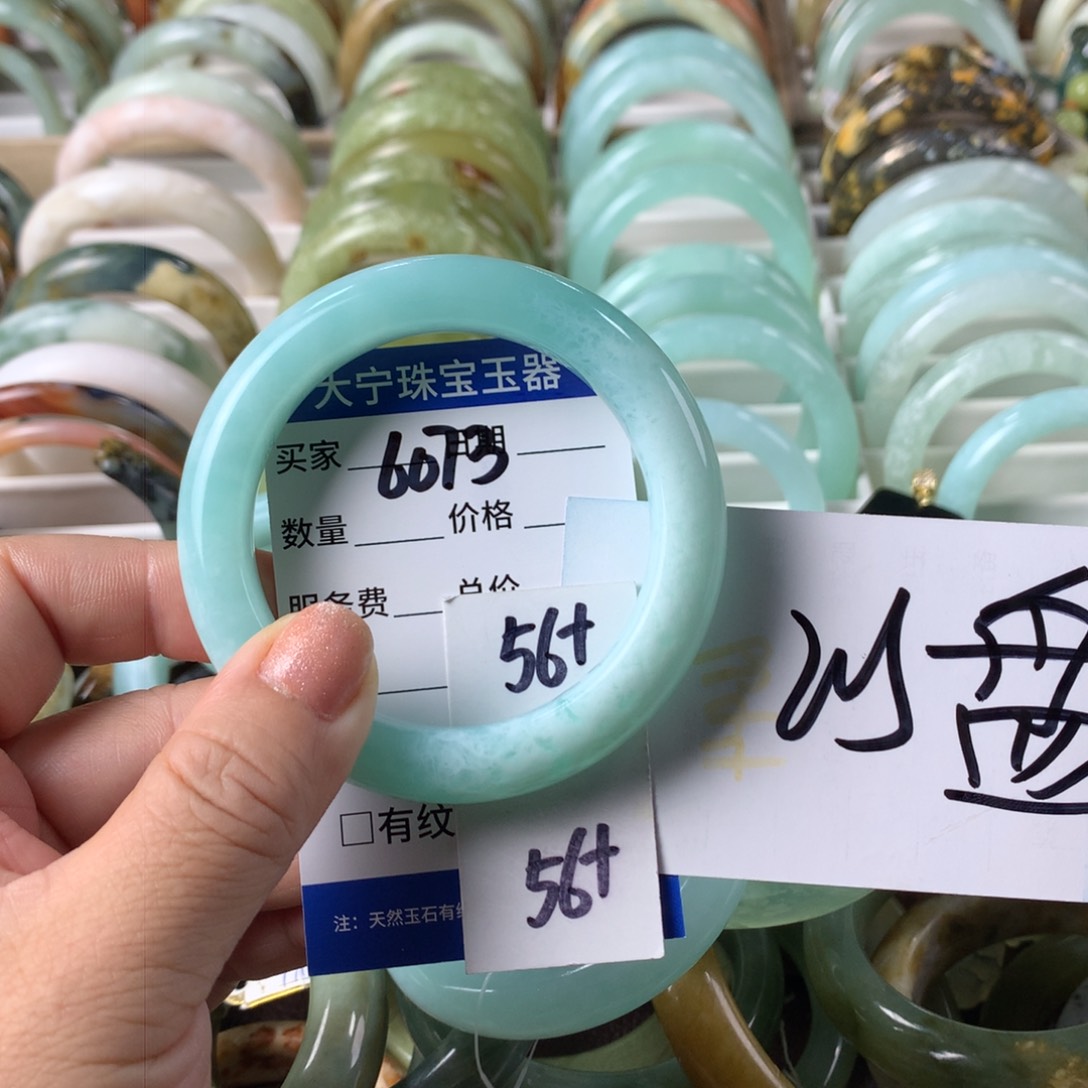 大宁珠宝玉器
买家 6073 日期
数量 价格
服务费 总价
56+
□有纹
56+
注：天然玉石有纹